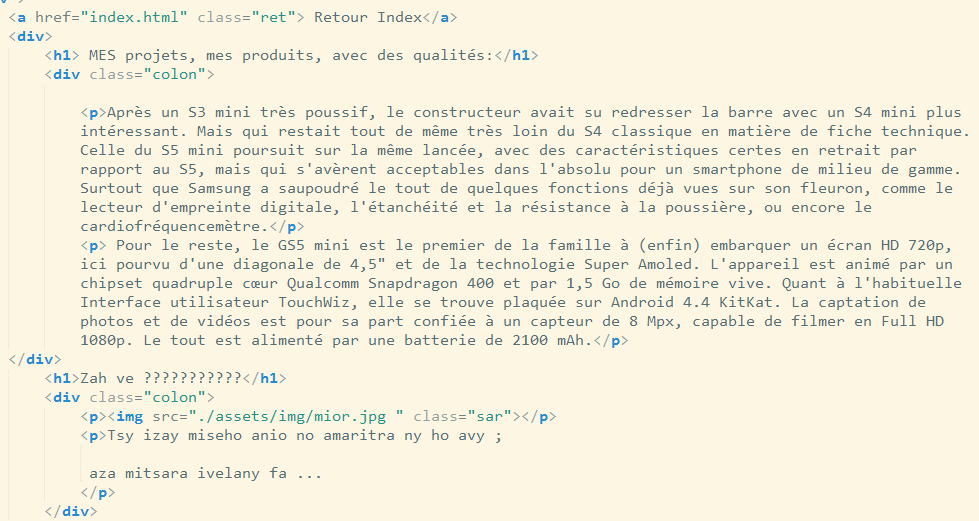 <a href="index.html" class="ret"> Retour Index</a>
<div>
<h1> MES projets, mes produits, avec des qualités:</h1>
<div class="colon">
<p>Après un S3 mini très poussif, le constructeur avait su redresser la barre avec un S4 mini plus
intéressant. Mais qui restait tout de même très loin du S4 classique en matière de fiche technique.
Celle du S5 mini poursuit sur la même lancée, avec des caractéristiques certes en retrait par
rapport au S5, mais qui s'avèrent acceptables dans l'absolu pour un smartphone de milieu de gamme.
Surtout que Samsung a saupoudré le tout de quelques fonctions déjà vues sur son fleuron, comme le
lecteur d'empreinte digitale, l'étanchéité et la résistance à la poussière, ou encore le
cardiofréquencemètre.</p>
<p> Pour le reste, le GS5 mini est le premier de la famille à (enfin) embarquer un écran HD 720p,
ici pourvu d'une diagonale de 4,5" et de la technologie Super Amoled. L'appareil est animé par un
chipset quadruple cœur Qualcomm Snapdragon 400 et par 1,5 Go de mémoire vive. Quant à l'habituelle
Interface utilisateur TouchWiz, elle se trouve plaquée sur Android 4.4 KitKat. La captation de
photos et de vidéos est pour sa part confiée à un capteur de 8 Mpx, capable de filmer en Full HD
1080p. Le tout est alimenté par une batterie de 2100 mAh.</p>
</div>
<h1>Zah ve ???????????</h1>
<div class="colon">
<p><img src="./assets/img/mior.jpg " class="sar"></p>
<p>Tsy izay miseho anio no amaritra ny ho avy ;
aza mitsara ivelany fa ...
</p>
</div>